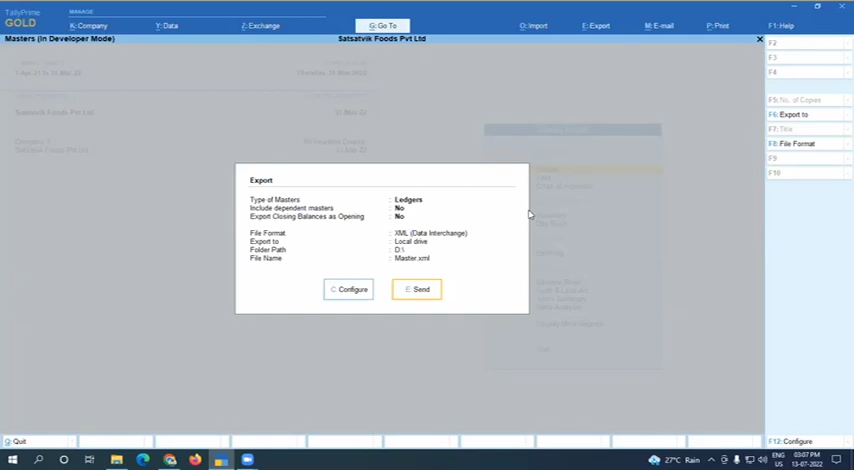 TallyPrime
GOLD
MANAGE
K: Company
Y: Data
Z: Exchange
G: Go To
O: Import
E: Export
M: E-mail
P: Print
F1: Help
Masters (In Developer Mode)
Satsatvik Foods Pvt Ltd
F2
F3
F4
F5: No. of Copies
F6: Export to
F7: Title
F8: File Format
F9
F10
Satsatvik Foods Pvt Ltd
Export
Type of Masters : Ledgers
Include dependent masters : No
Export Closing Balances as Opening : No
File Format : XML (Data Interchange)
Export to : Local drive
Folder Path : D:\
File Name : Master.xml
C: Configure
E: Send
Q: Quit
F12: Configure
27°C Rain
ENG
US
03:07 PM
13-07-2022